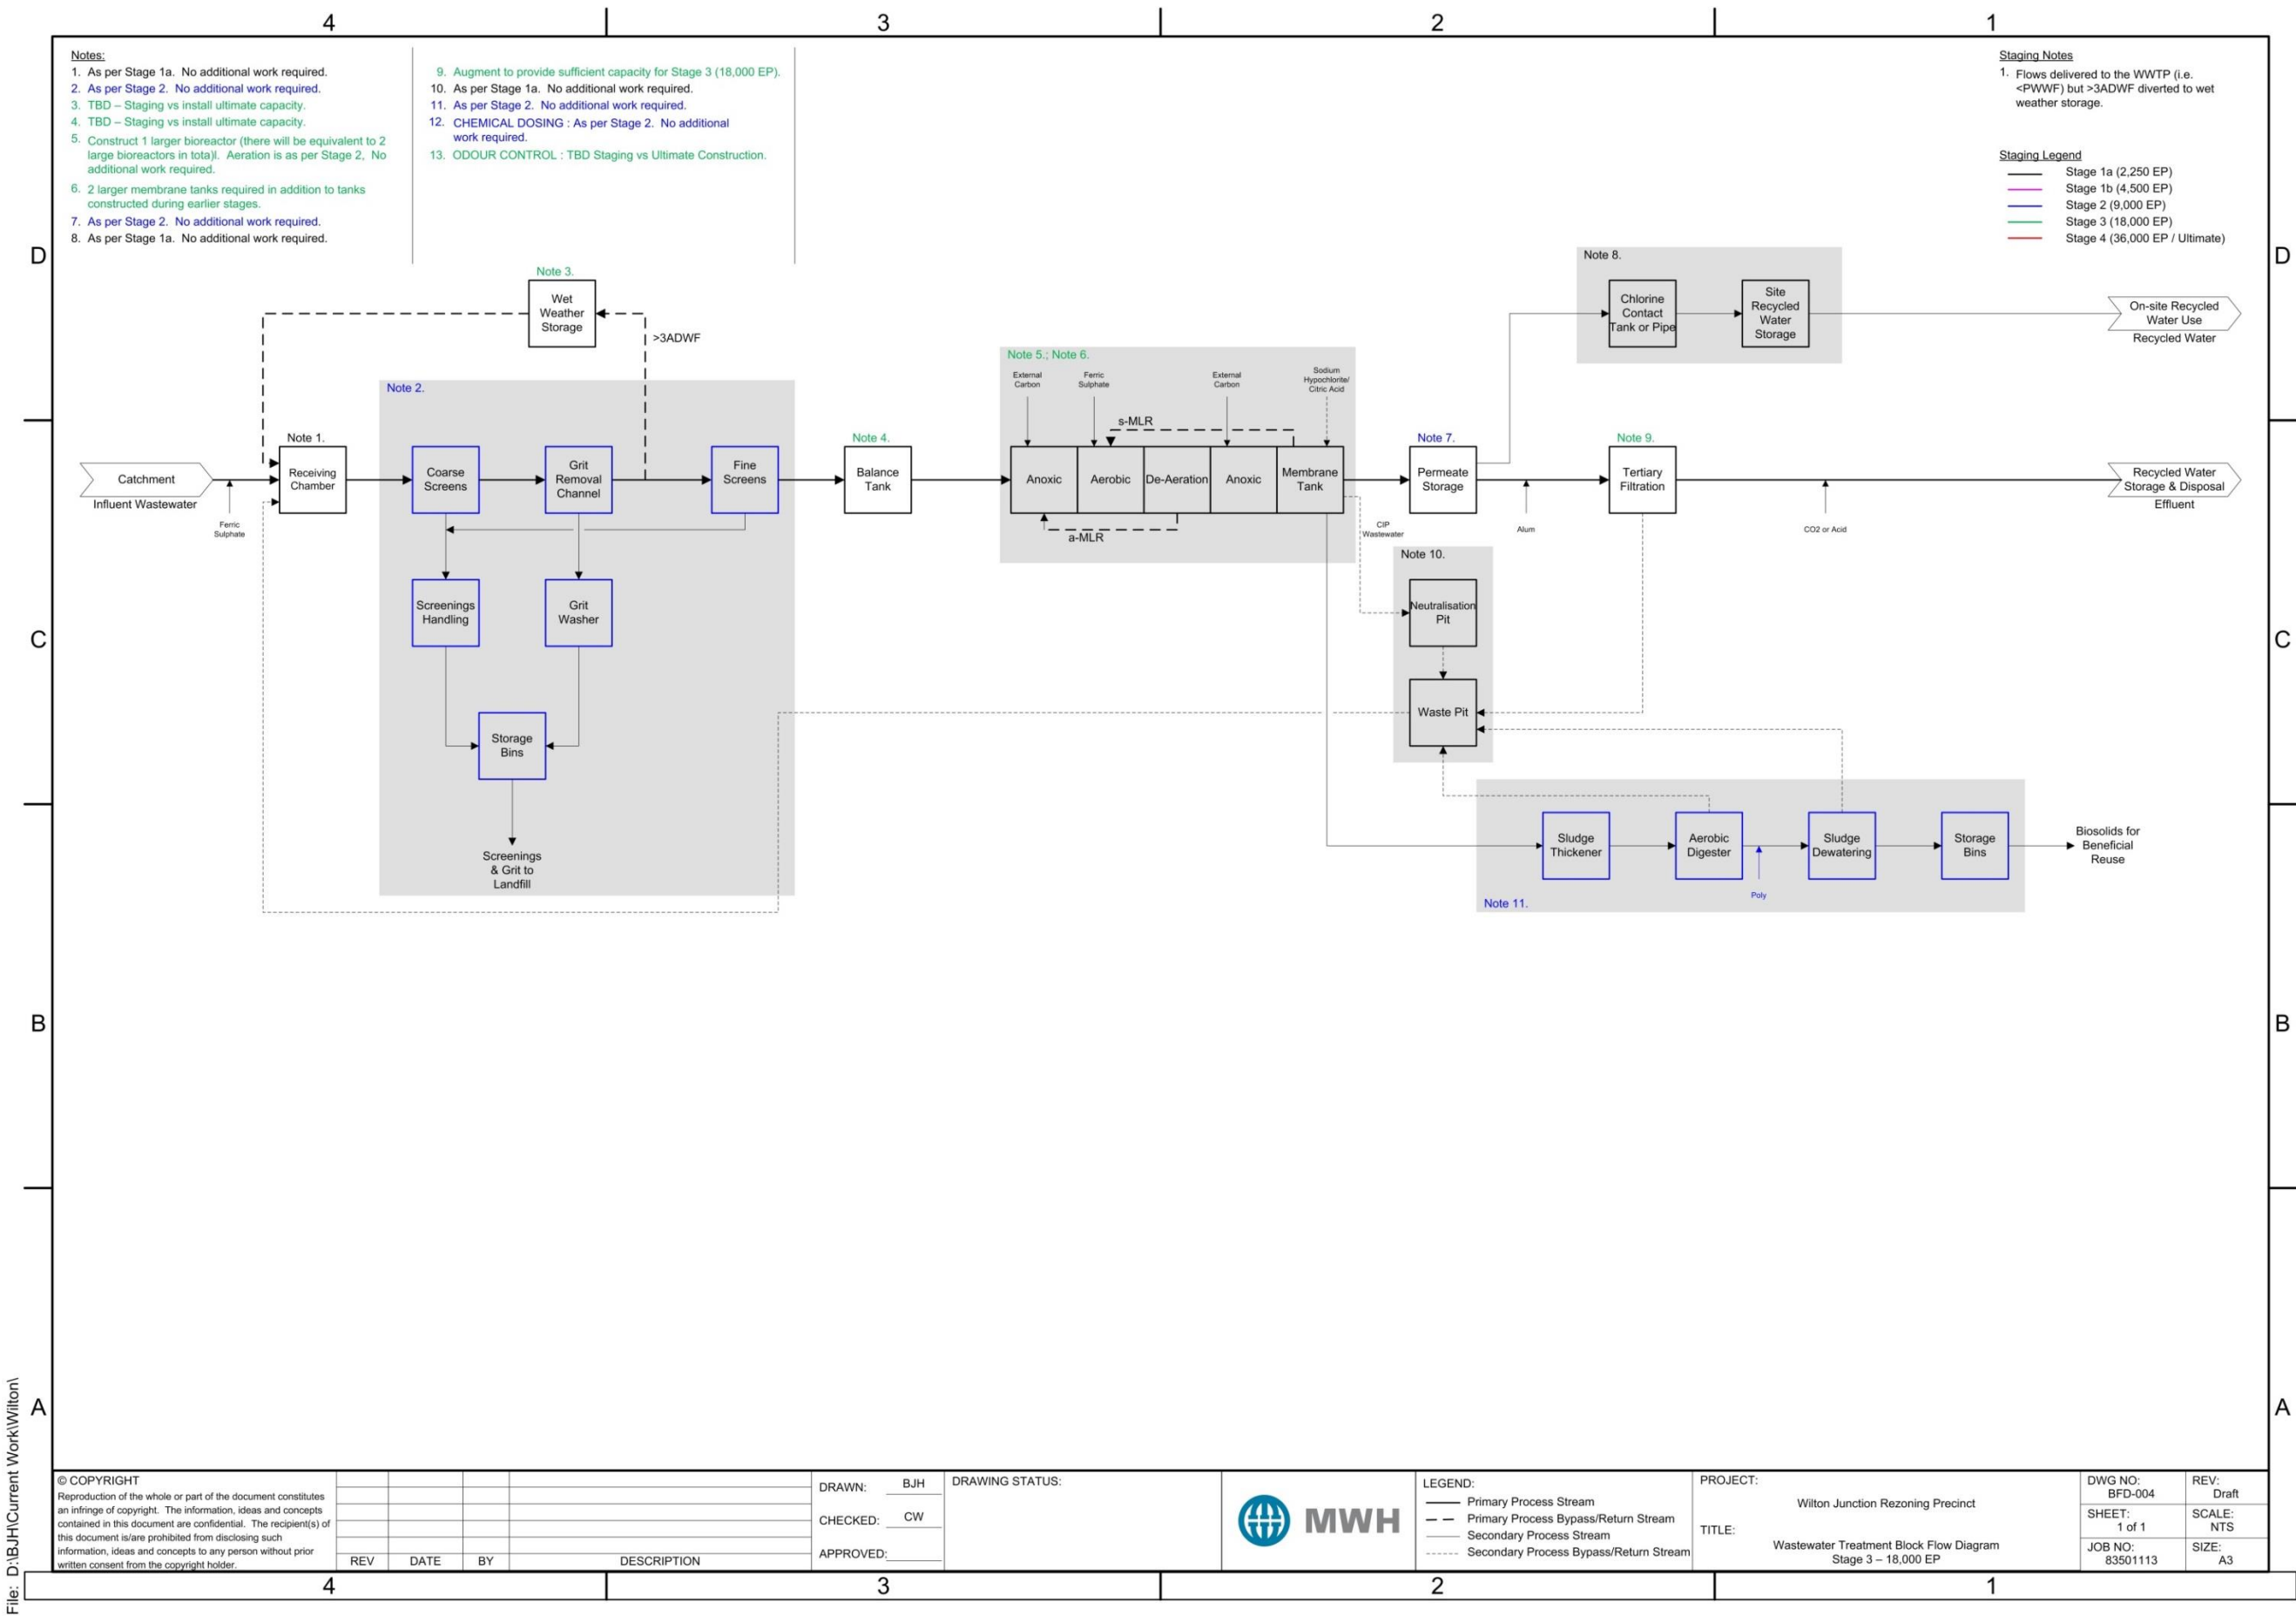 4 3 2 1
Notes:
1. As per Stage 1a. No additional work required.
2. As per Stage 2. No additional work required.
3. TBD – Staging vs install ultimate capacity.
4. TBD – Staging vs install ultimate capacity.
5. Construct 1 larger bioreactor (there will be equivalent to 2
large bioreactors in tota)l. Aeration is as per Stage 2, No
additional work required.
6. 2 larger membrane tanks required in addition to tanks
constructed during earlier stages.
7. As per Stage 2. No additional work required.
8. As per Stage 1a. No additional work required.
9. Augment to provide sufficient capacity for Stage 3 (18,000 EP).
10. As per Stage 1a. No additional work required.
11. As per Stage 2. No additional work required.
12. CHEMICAL DOSING : As per Stage 2. No additional
work required.
13. ODOUR CONTROL : TBD Staging vs Ultimate Construction.
Staging Notes
1. Flows delivered to the WWTP (i.e.
<PWWF) but >3ADWF diverted to wet
weather storage.
Staging Legend
Stage 1a (2,250 EP)
Stage 1b (4,500 EP)
Stage 2 (9,000 EP)
Stage 3 (18,000 EP)
Stage 4 (36,000 EP / Ultimate)
D
D
Note 3.
Wet
Weather
Storage
>3ADWF
Note 8.
Chlorine
Contact
Tank or Pipe
Site
Recycled
Water
Storage
On-site Recycled
Water Use
Recycled Water
Note 2.
Note 5.; Note 6.
External
Carbon
Ferric
Sulphate
External
Carbon
Sodium
Hypochlorite/
Citric Acid
s-MLR
Catchment
Influent Wastewater
Ferric
Sulphate
Note 1.
Receiving
Chamber
Coarse
Screens
Grit
Removal
Channel
Fine
Screens
Note 4.
Balance
Tank
Anoxic
Aerobic
De-Aeration
Anoxic
Membrane
Tank
a-MLR
CIP
Wastewater
Note 7.
Permeate
Storage
Alum
Note 9.
Tertiary
Filtration
CO2 or Acid
Recycled Water
Storage & Disposal
Effluent
C
C
Screenings
Handling
Grit
Washer
Storage
Bins
Screenings
& Grit to
Landfill
Note 10.
Neutralisation
Pit
Waste Pit
Sludge
Thickener
Aerobic
Digester
Poly
Sludge
Dewatering
Storage
Bins
Biosolids for
Beneficial
Reuse
Note 11.
B
B
A
A
File: D:\BJH\Current Work\Wilton\
© COPYRIGHT
Reproduction of the whole or part of the document constitutes
an infringe of copyright. The information, ideas and concepts
contained in this document are confidential. The recipient(s) of
this document is/are prohibited from disclosing such
information, ideas and concepts to any person without prior
written consent from the copyright holder.
REV DATE BY DESCRIPTION
DRAWN: BJH
CHECKED: CW
APPROVED:
DRAWING STATUS:
MWH
LEGEND:
Primary Process Stream
Primary Process Bypass/Return Stream
Secondary Process Stream
Secondary Process Bypass/Return Stream
PROJECT:
Wilton Junction Rezoning Precinct
TITLE:
Wastewater Treatment Block Flow Diagram
Stage 3 – 18,000 EP
DWG NO:
BFD-004
REV:
Draft
SHEET:
1 of 1
SCALE:
NTS
JOB NO:
83501113
SIZE:
A3
4 3 2 1